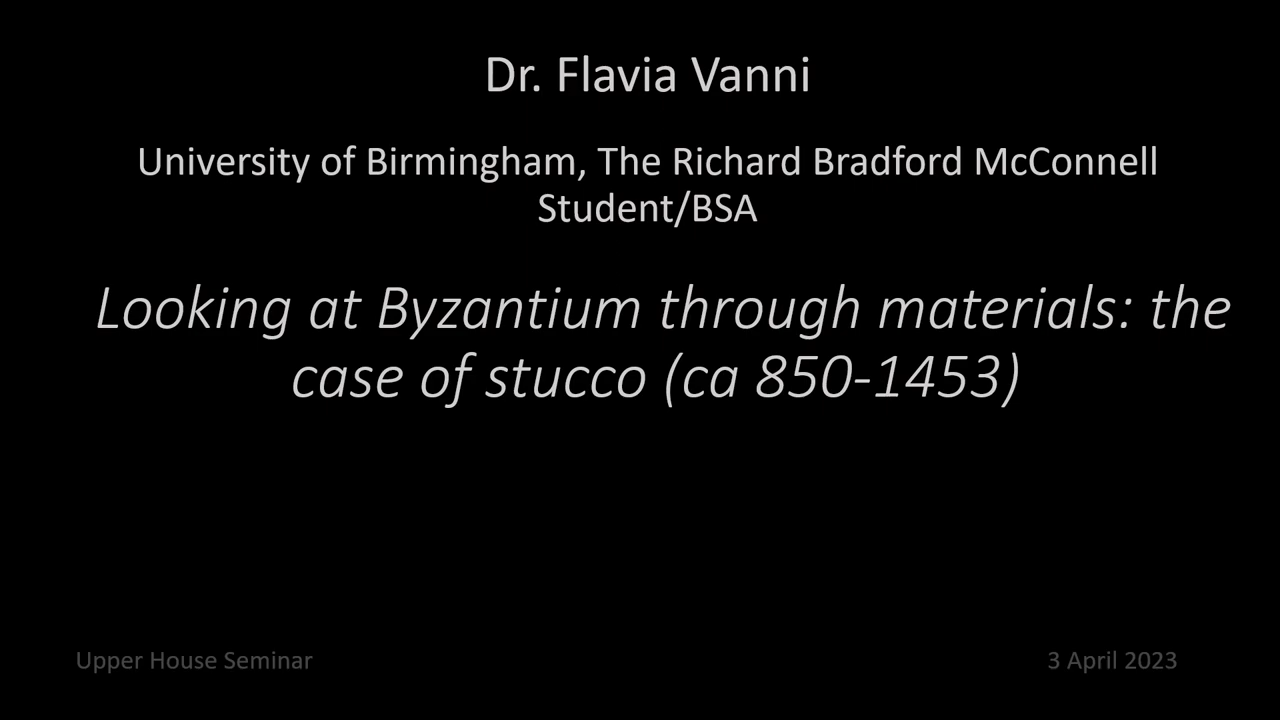 Dr. Flavia Vanni
University of Birmingham, The Richard Bradford McConnell
Student/BSA
Looking at Byzantium through materials: the
case of stucco (ca 850-1453)
Upper House Seminar
3 April 2023